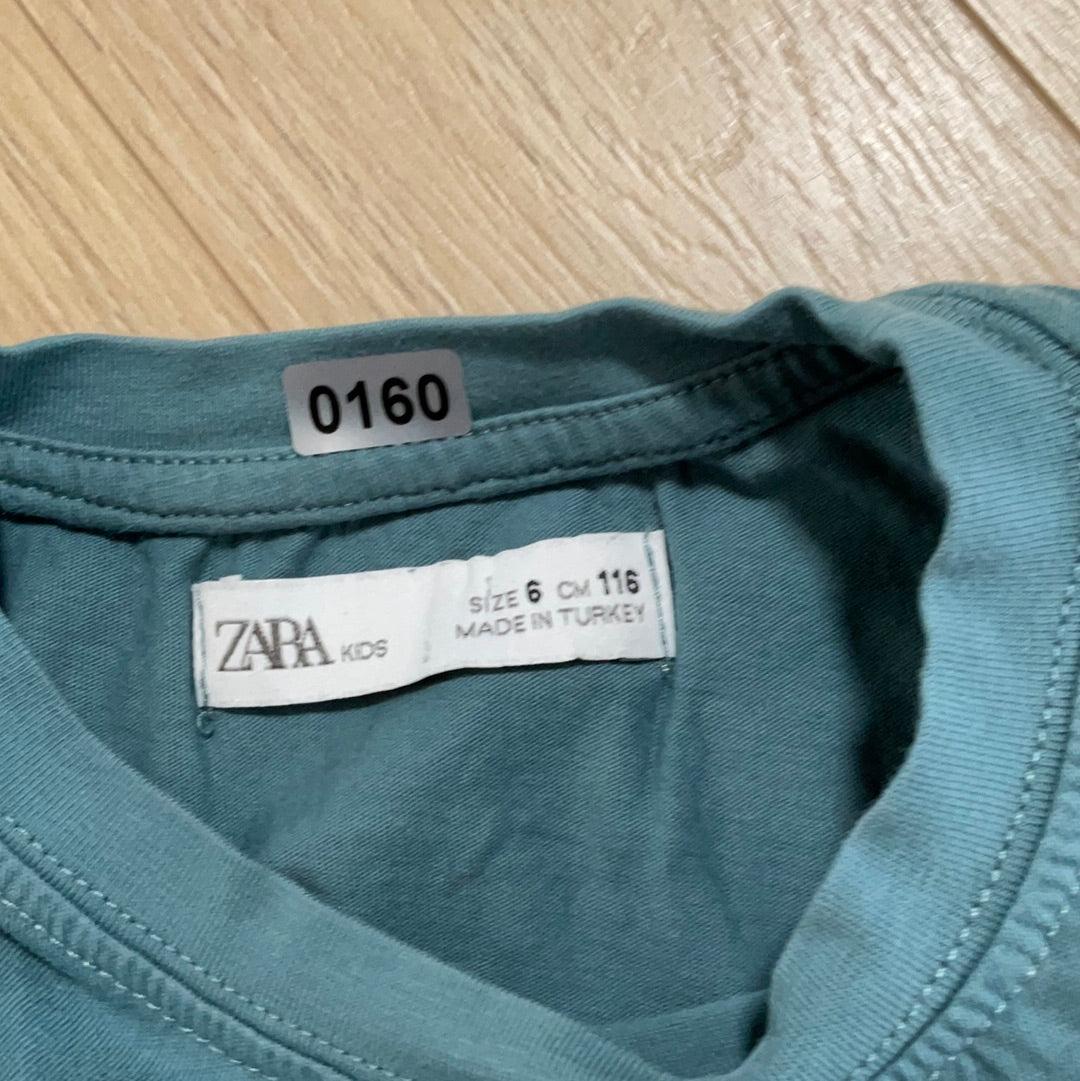 0160
ZARA KIDS
SIZE 6 CM 116
MADE IN TURKEY